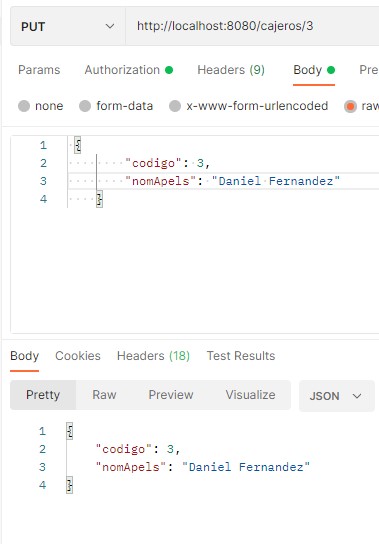 PUT http://localhost:8080/cajeros/3
Params Authorization Headers (9) Body Pre
none form-data x-www-form-urlencoded raw
1 {
2 "codigo": 3,
3 "nomApels": "Daniel Fernandez"
4 }
Body Cookies Headers (18) Test Results
Pretty Raw Preview Visualize JSON
1 {
2 "codigo": 3,
3 "nomApels": "Daniel Fernandez"
4 }